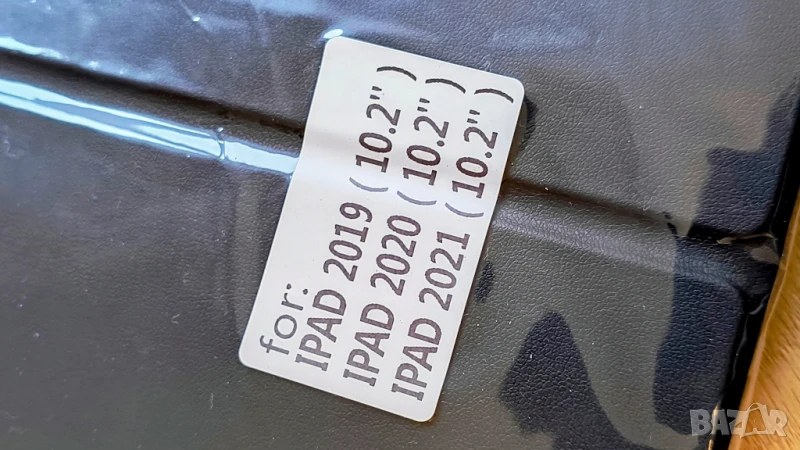 for:
IPAD 2019 ( 10.2" )
IPAD 2020 ( 10.2" )
IPAD 2021 ( 10.2" )
BAZAR